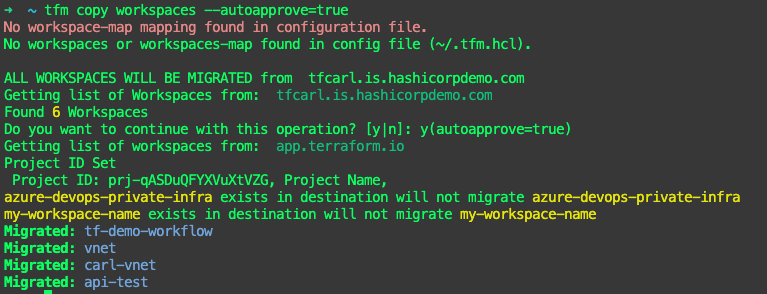 ➜ ~ tfm copy workspaces --autoapprove=true
No workspace-map mapping found in configuration file.
No workspaces or workspaces-map found in config file (~/.tfm.hcl).
ALL WORKSPACES WILL BE MIGRATED from tfcarl.is.hashicorpdemo.com
Getting list of Workspaces from: tfcarl.is.hashicorpdemo.com
Found 6 Workspaces
Do you want to continue with this operation? [y|n]: y(autoapprove=true)
Getting list of workspaces from: app.terraform.io
Project ID Set
Project ID: prj-qASDuQFYXVuXtVZG, Project Name,
azure-devops-private-infra exists in destination will not migrate azure-devops-private-infra
my-workspace-name exists in destination will not migrate my-workspace-name
Migrated: tf-demo-workflow
Migrated: vnet
Migrated: carl-vnet
Migrated: api-test